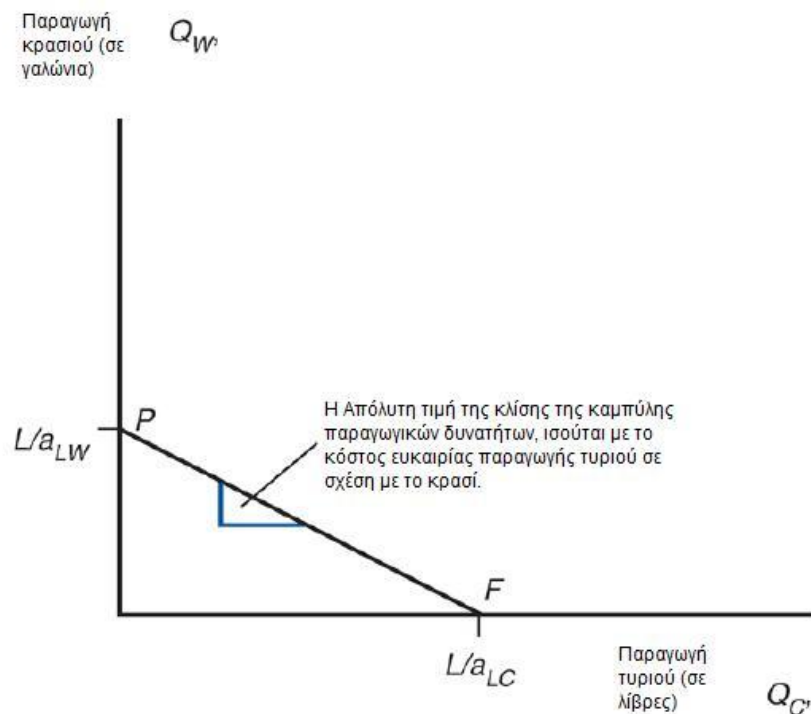 Παραγωγή
κρασιού (σε
γαλώνια)
Q_W,
Η Απόλυτη τιμή της κλίσης της καμπύλης
παραγωγικών δυνατήτων, ισούται με το
κόστος ευκαιρίας παραγωγής τυριού σε
σχέση με το κρασί.
P
L/a_LW
F
L/a_LC
Παραγωγή
τυριού (σε
λίβρες)
Q_C,